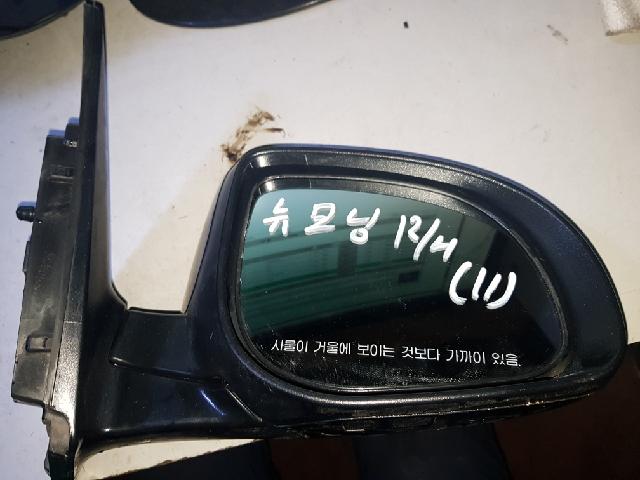 뉴 모닝 12/H
(11)
사물이 거울에 보이는 것보다 가까이 있음.